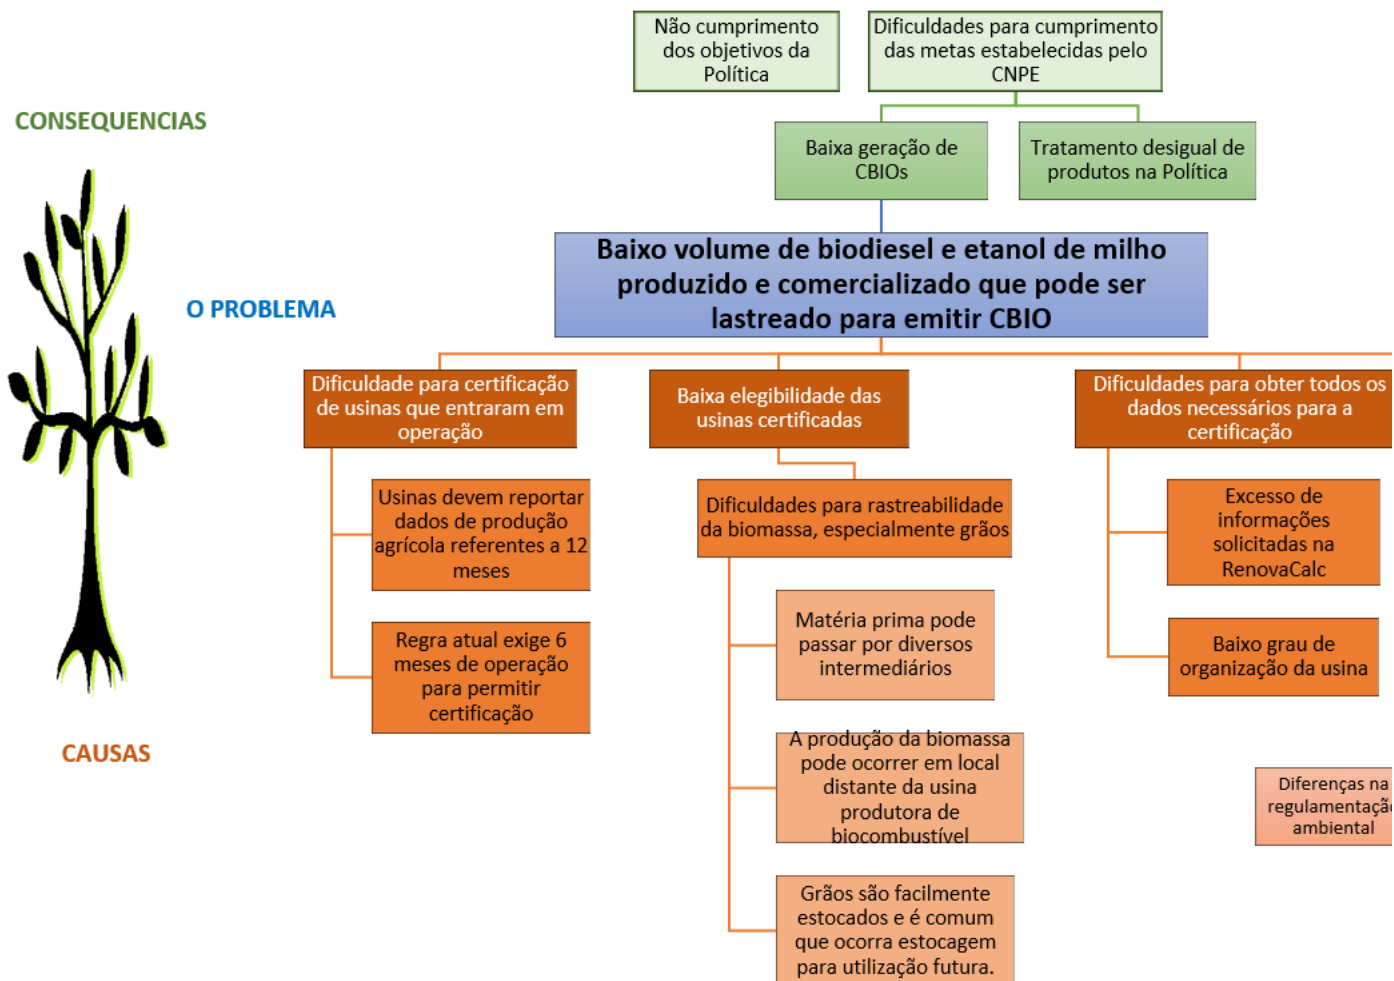 Não cumprimento
dos objetivos da
Política
Dificuldades para cumprimento
das metas estabelecidas pelo
CNPE
CONSEQUENCIAS
Baixa geração de
CBIOs
Tratamento desigual de
produtos na Política
O PROBLEMA
Baixo volume de biodiesel e etanol de milho
produzido e comercializado que pode ser
lastreado para emitir CBIO
Dificuldade para certificação
de usinas que entraram em
operação
Baixa elegibilidade das
usinas certificadas
Dificuldades para obter todos os
dados necessários para a
certificação
Usinas devem reportar
dados de produção
agrícola referentes a 12
meses
Dificuldades para rastreabilidade
da biomassa, especialmente grãos
Excesso de
informações
solicitadas na
RenovaCalc
Regra atual exige 6
meses de operação
para permitir
certificação
Matéria prima pode
passar por diversos
intermediários
Baixo grau de
organização da usina
CAUSAS
A produção da biomassa
pode ocorrer em local
distante da usina
produtora de
biocombustível
Diferenças na
regulamentação
ambiental
Grãos são facilmente
estocados e é comum
que ocorra estocagem
para utilização futura.